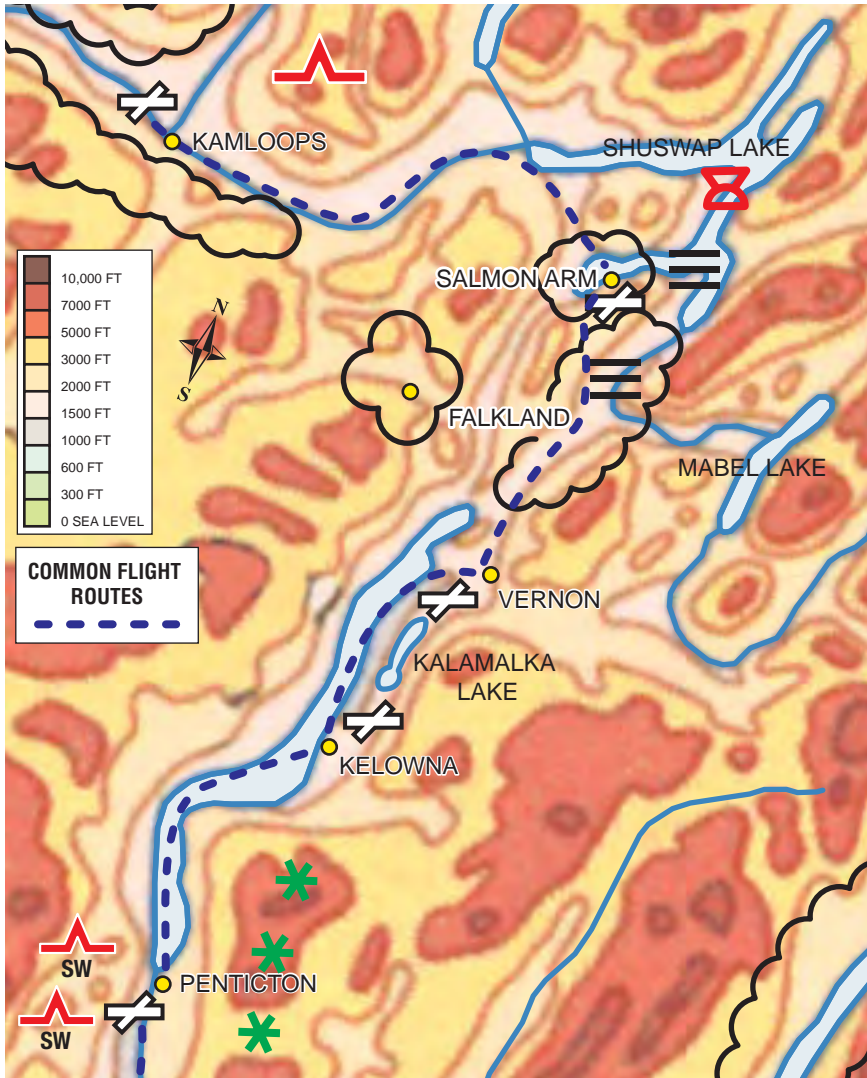 KAMLOOPS
SHUSWAP LAKE
SALMON ARM
10,000 FT
7000 FT
5000 FT
3000 FT
2000 FT
1500 FT
1000 FT
600 FT
300 FT
0 SEA LEVEL
N
S
FALKLAND
MABEL LAKE
COMMON FLIGHT
ROUTES
VERNON
KALAMALKA
LAKE
KELOWNA
SW
PENTICTON
SW